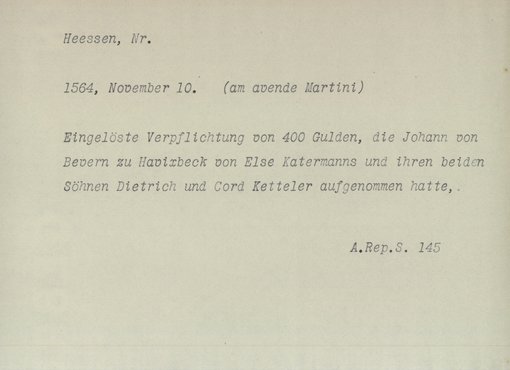 Heessen, Nr.
1564, November 10. (am avende Martini)
Eingelöste Verpflichtung von 400 Gulden, die Johann von
Bevern zu Havixbeck von Else Katermanns und ihren beiden
Söhnen Dietrich und Cord Ketteler aufgenommen hatte,.
A.Rep.S. 145